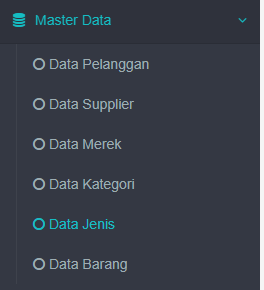 Master Data
Data Pelanggan
Data Supplier
Data Merek
Data Kategori
Data Jenis
Data Barang